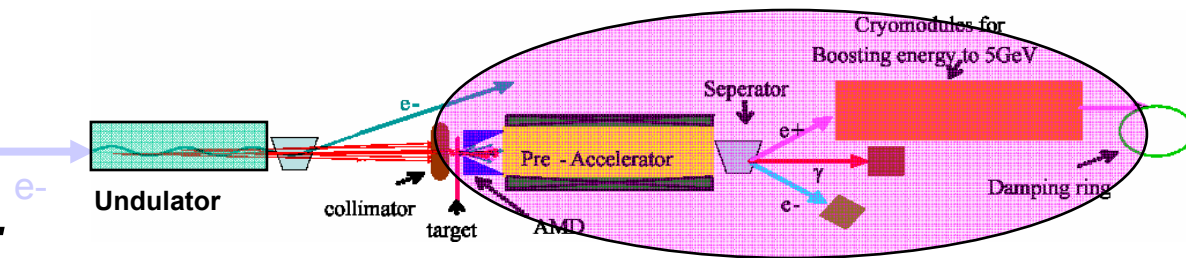 Cryomodules for
Boosting energy to 5GeV
Seperator
e-
e+
Pre - Accelerator
γ
e-
Undulator
e-
collimator
target
AMD
Damping ring